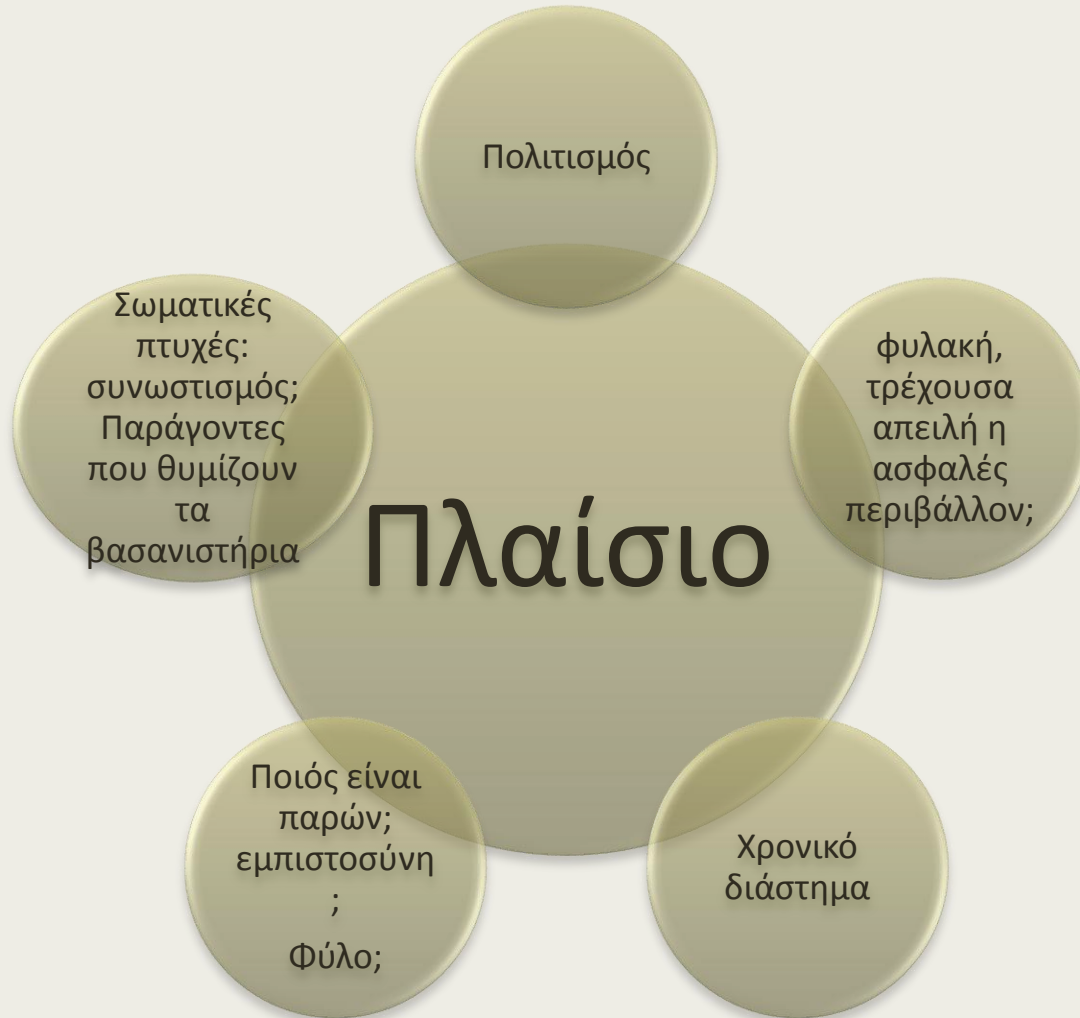 Πολιτισμός
Σωματικές
πτυχές:
συνωστισμός;
Παράγοντες
που θυμίζουν
τα
βασανιστήρια
φυλακή,
τρέχουσα
απειλή η
ασφαλές
περιβάλλον;
Πλαίσιο
Ποιός είναι
παρών;
εμπιστοσύνη
;
Φύλο;
Χρονικό
διάστημα